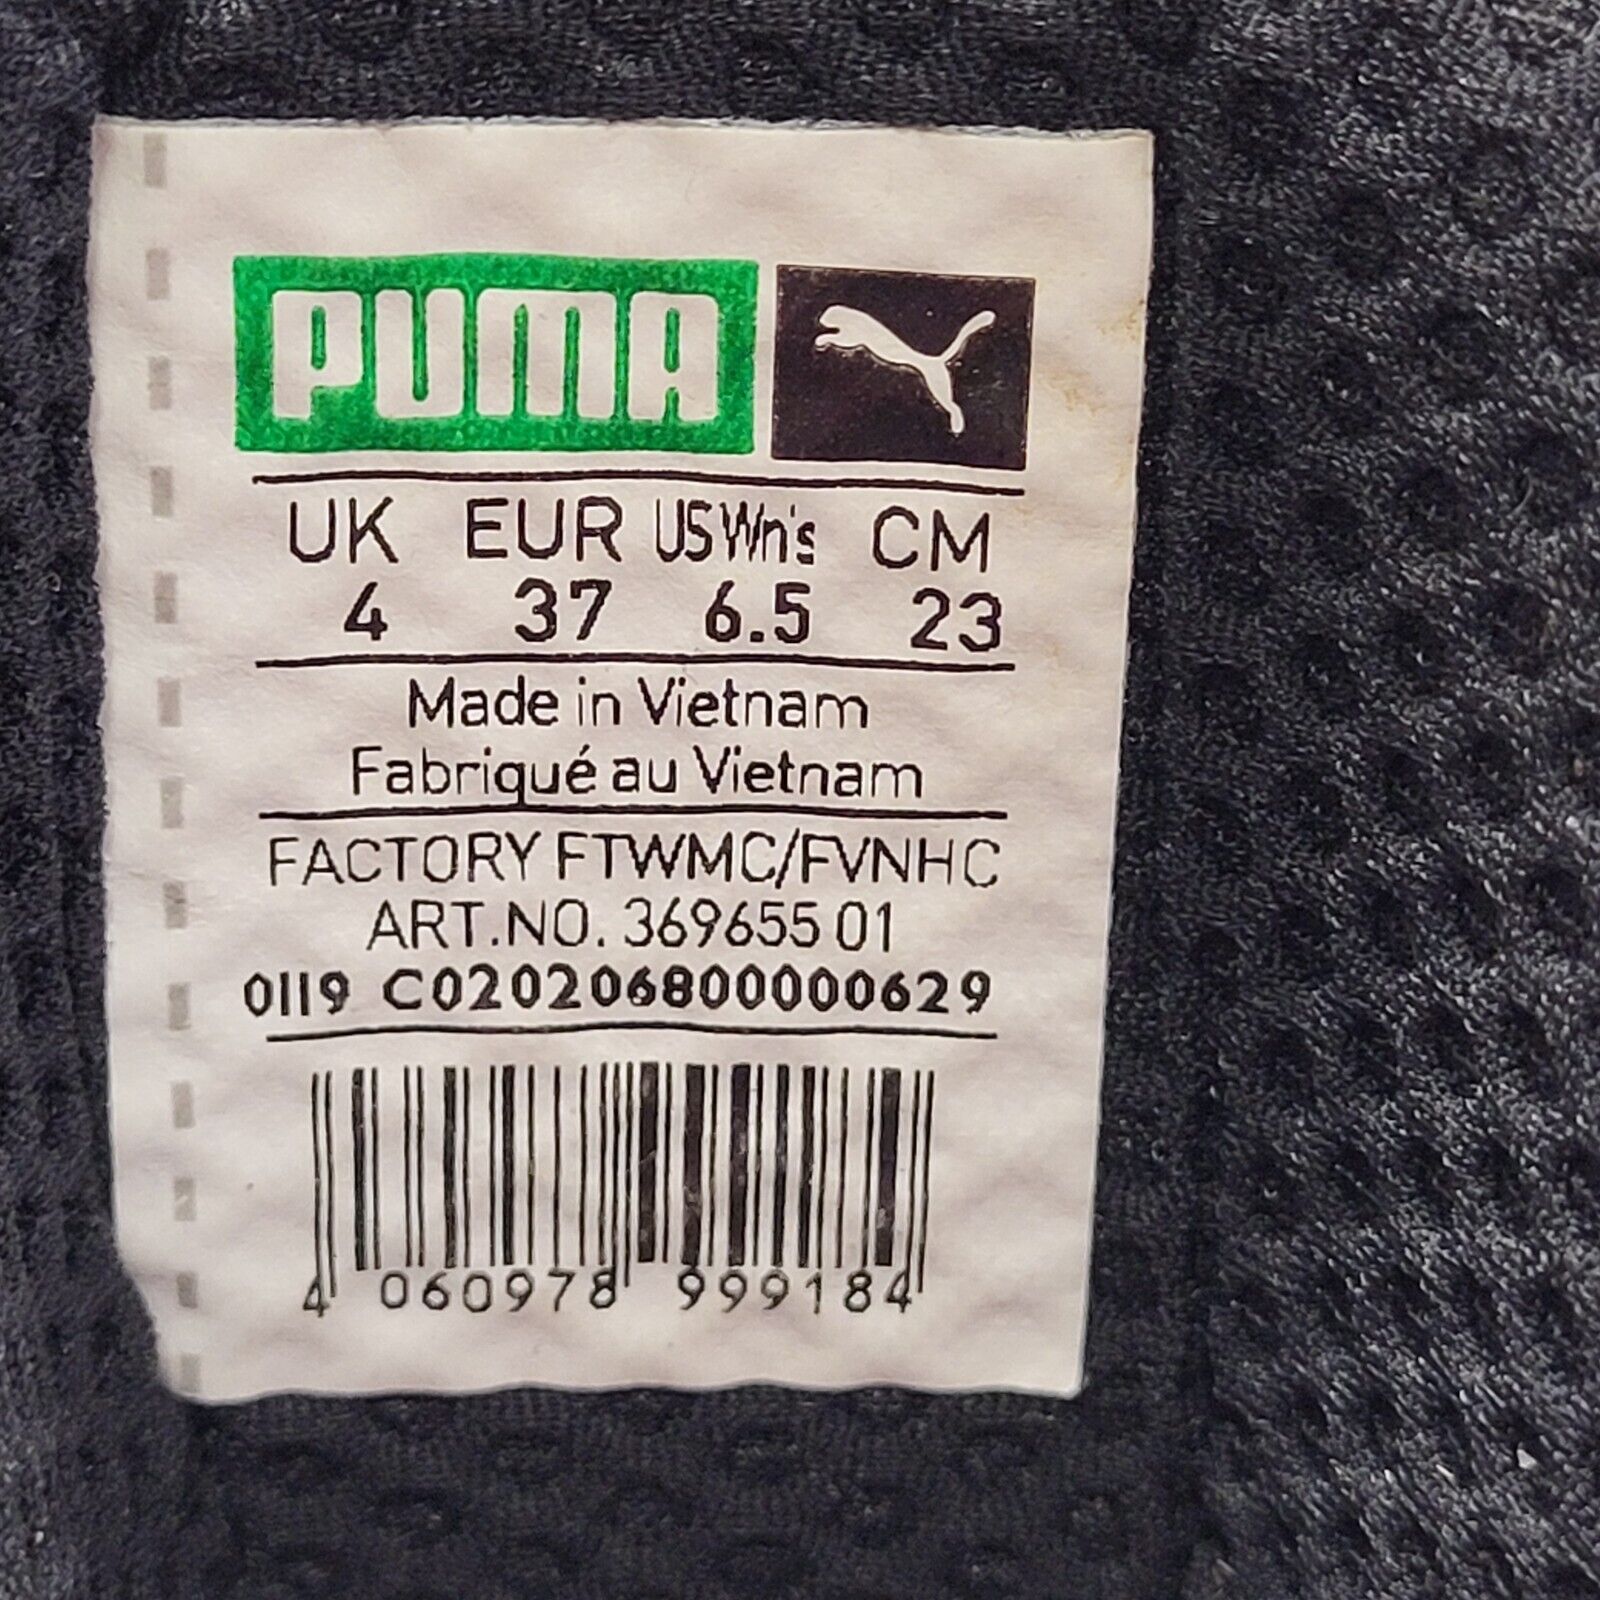 PUMA
UK EUR US Wn's CM
4 37 6.5 23
Made in Vietnam
Fabriqué au Vietnam
FACTORY FTWMC/FVNHC
ART.NO. 369655 01
0119 C020206800000629
4 060978 999184